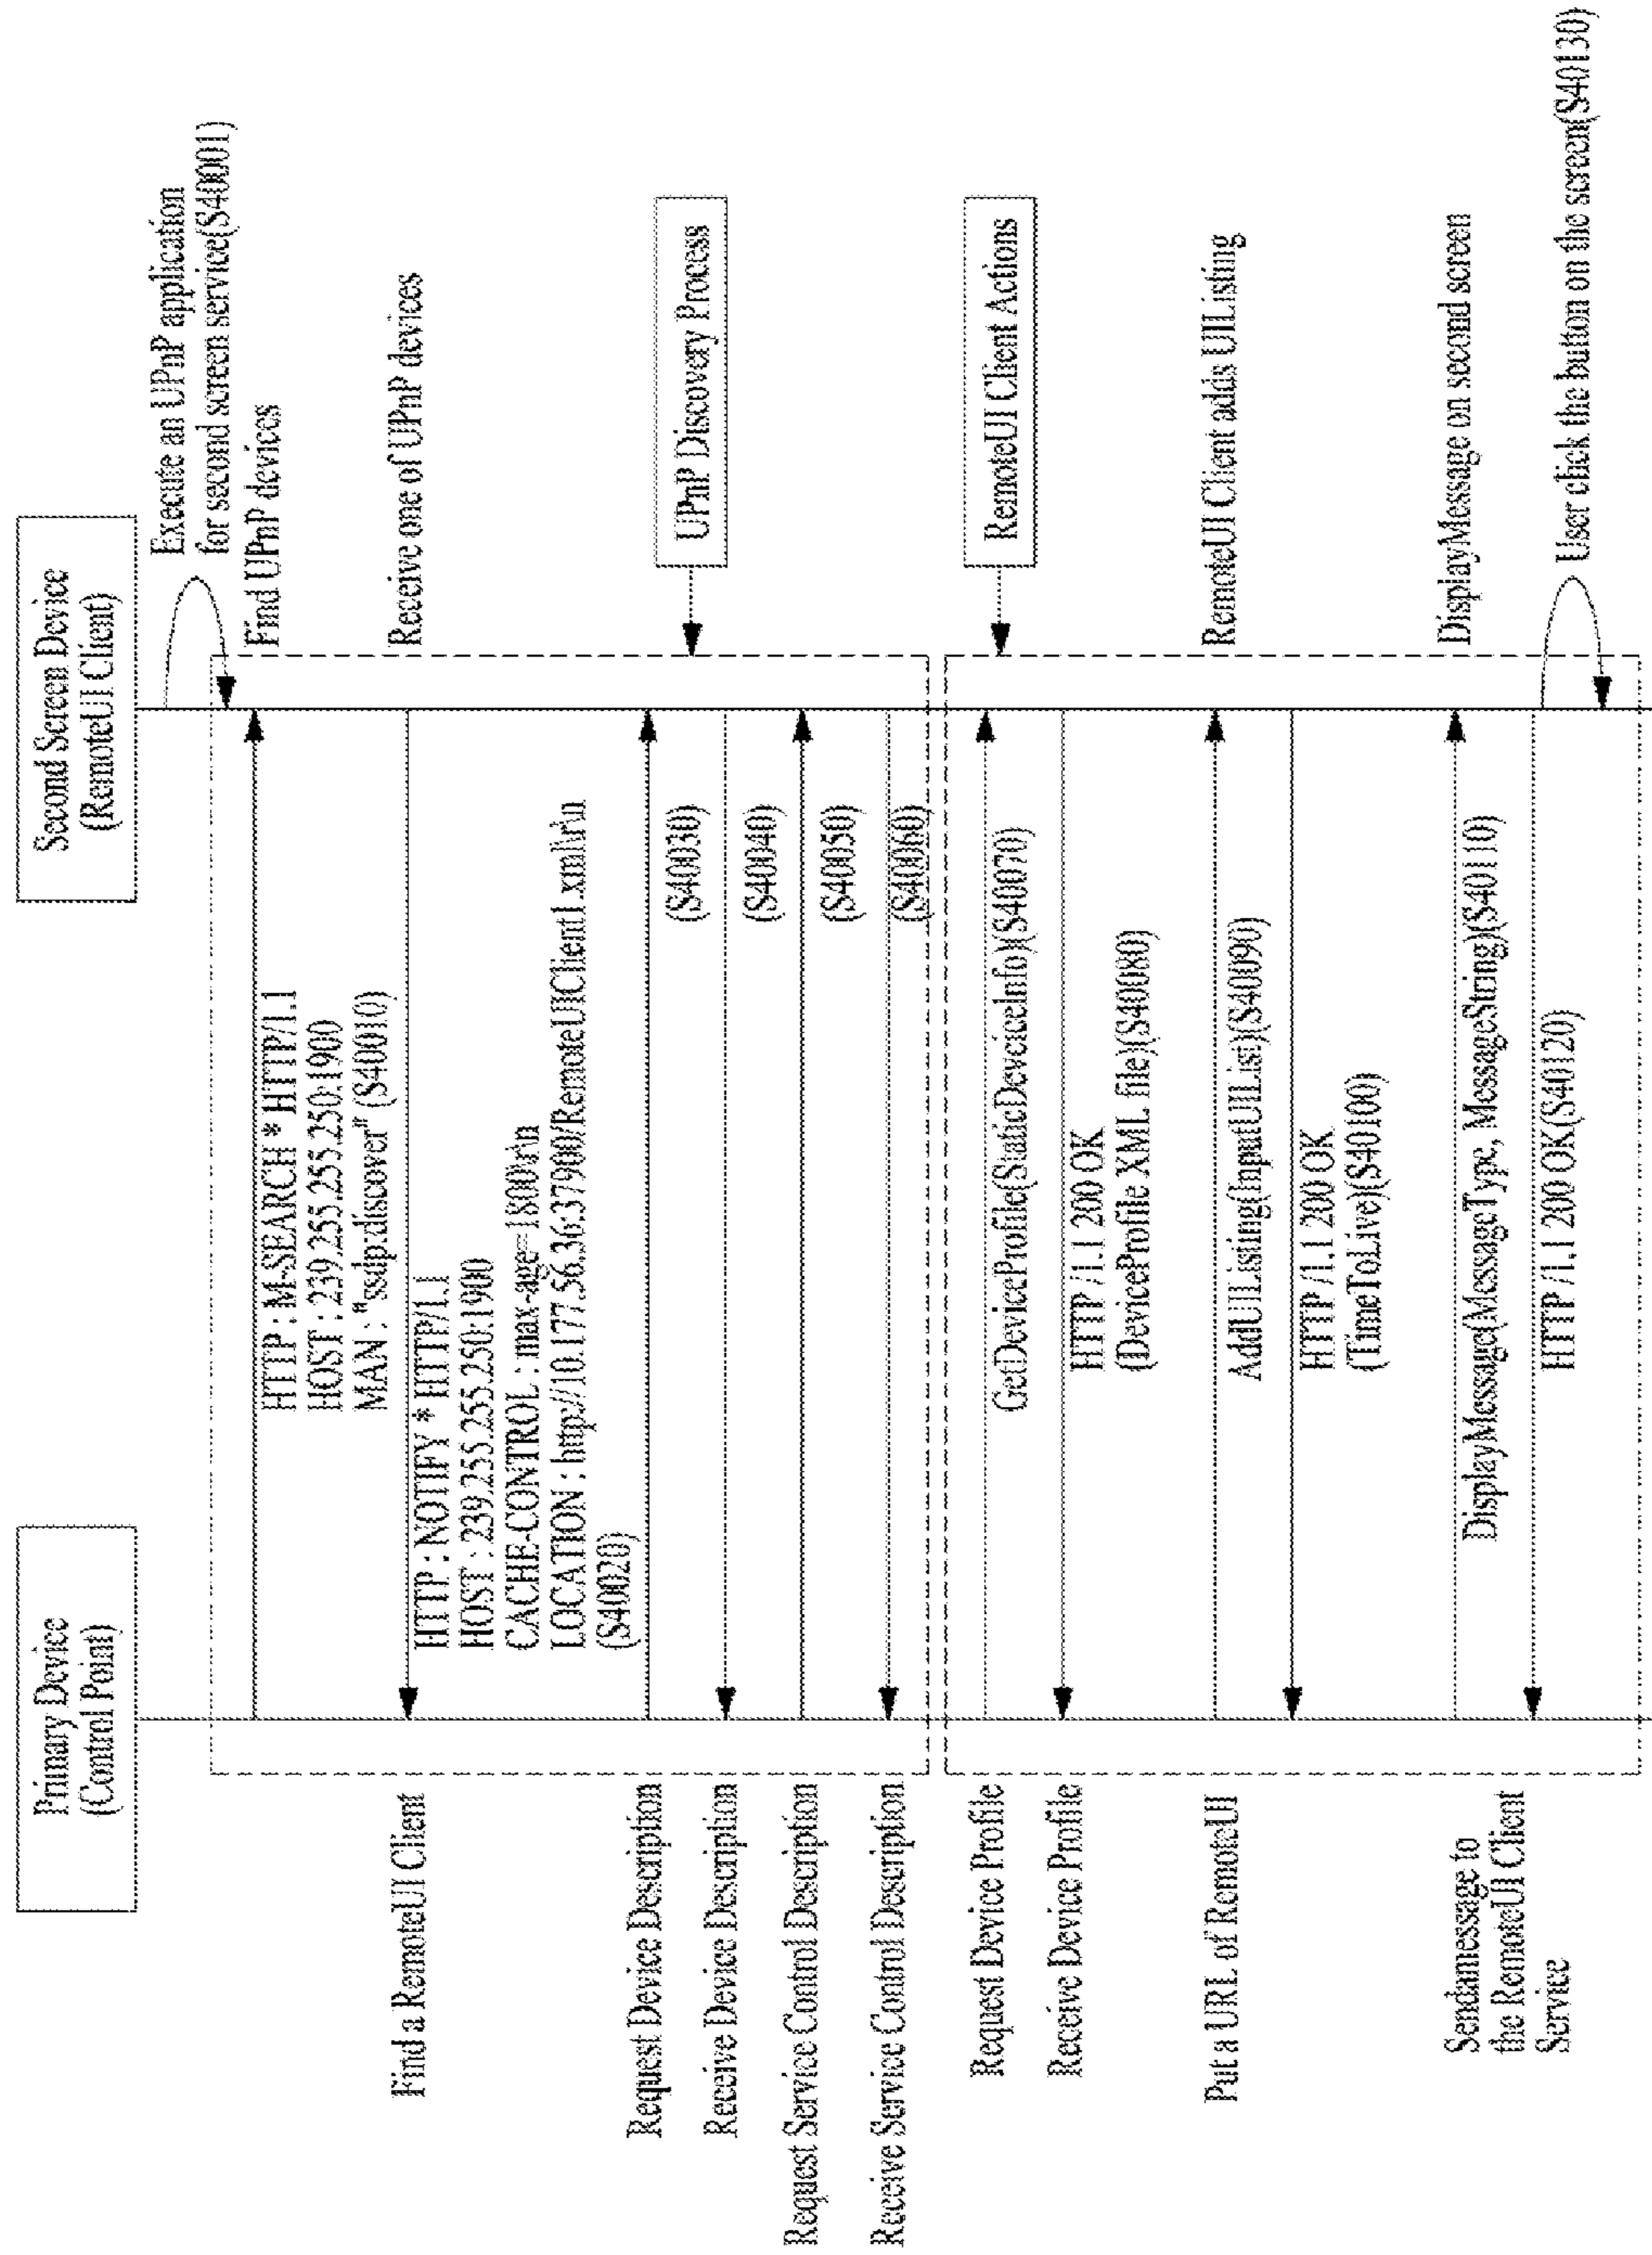 Primary Device
(Control Point)
Second Screen Device
(RemoteUI Client)
Execute an UPnP application
for second screen service(S40001)
Find UPnP devices
HTTP : M-SEARCH * HTTP/1.1
HOST : 239.255.255.250:1900
MAN : "ssdp:discover" (S40010)
Find a RemoteUI Client
Receive one of UPnP devices
HTTP : NOTIFY * HTTP/1.1
HOST : 239.255.255.250:1900
CACHE-CONTROL : max-age=1800\r\n
LOCATION : http://10.177.56.36:37900/RemoteUIClient1.xml\r\n
(S40020)
Request Device Description
(S40030)
UPnP Discovery Process
Receive Device Description
(S40040)
Request Service Control Description
(S40050)
Receive Service Control Description
(S40060)
Request Device Profile
GetDeviceProfile(StaticDeviceInfo)(S40070)
RemoteUI Client Actions
Receive Device Profile
HTTP /1.1 200 OK
(DeviceProfile XML file)(S40080)
Put a URL of RemoteUI
AddUIListing(InputUIList)(S40090)
RemoteUI Client adds UIListing
HTTP /1.1 200 OK
(TimeToLive)(S40100)
Sendamessage to
the RemoteUI Client
Service
DisplayMessage(MessageType, MessageString)(S40110)
DisplayMessage on second screen
HTTP /1.1 200 OK(S40120)
User click the button on the screen(S40130)